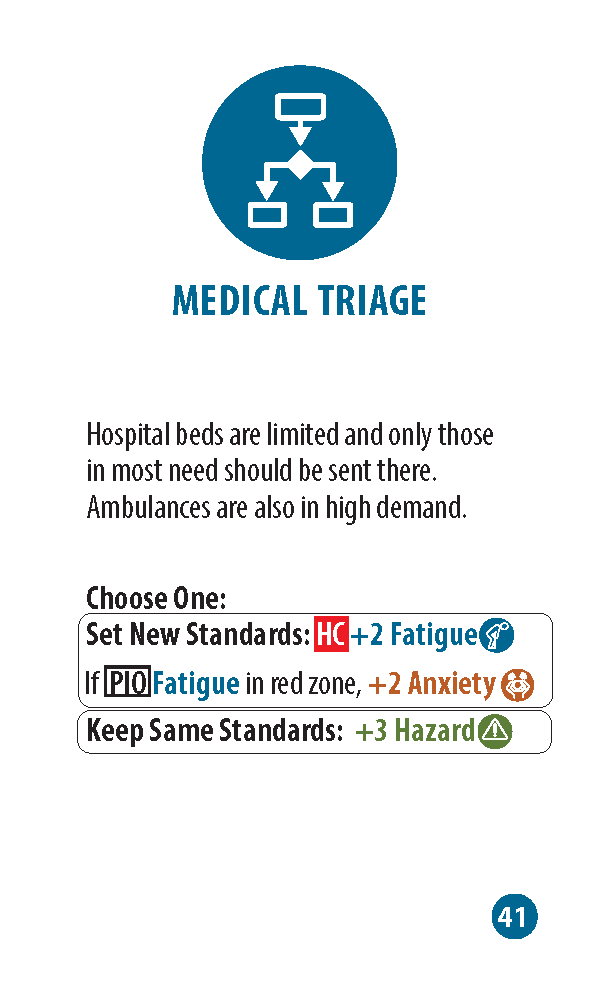 MEDICAL TRIAGE
Hospital beds are limited and only those
in most need should be sent there.
Ambulances are also in high demand.
Choose One:
Set New Standards: HC +2 Fatigue
If PIO Fatigue in red zone, +2 Anxiety
Keep Same Standards: +3 Hazard
41